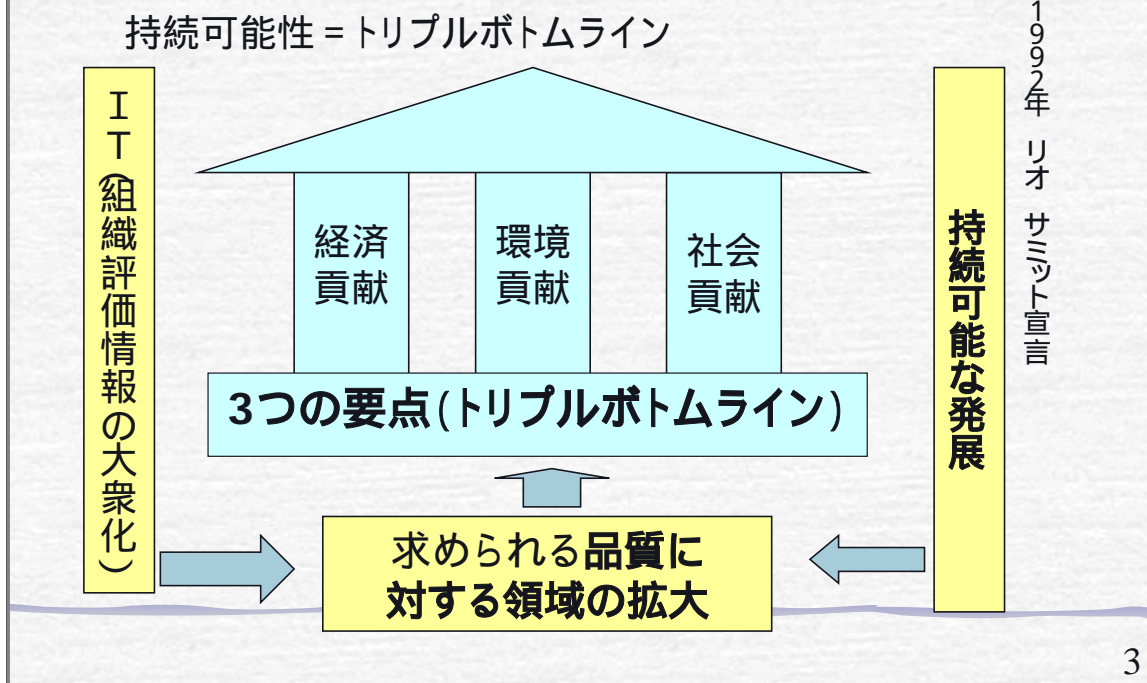 持続可能性 = トリプルボトムライン
IT(組織評価情報の大衆化)
経済
貢献
環境
貢献
社会
貢献
3つの要点(トリプルボトムライン)
求められる品質に
対する領域の拡大
持続可能な発展
1992年 リオ サミット宣言
3